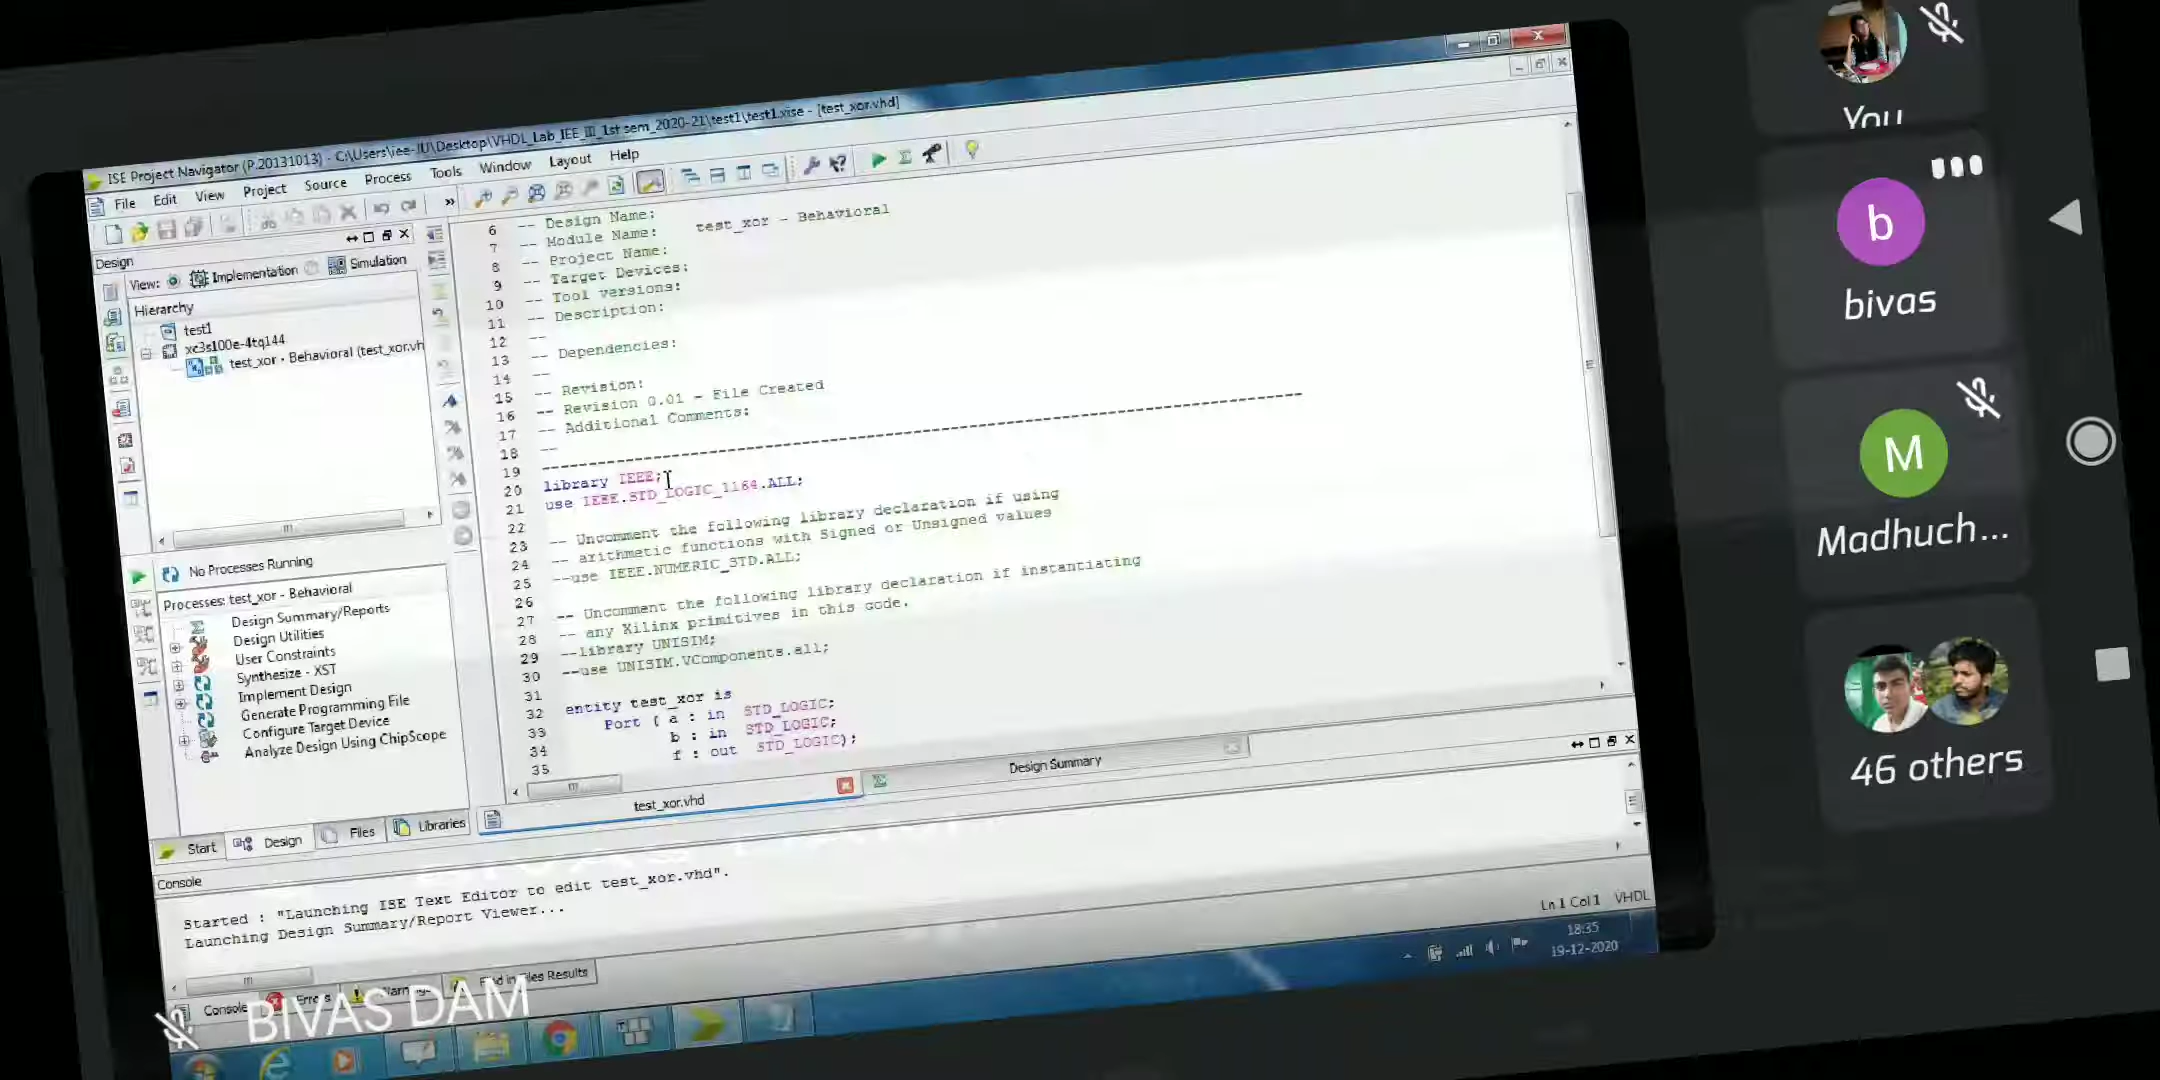 ISE Project Navigator (P.20131013) - C:\Users\iee-JU\Desktop\VHDL_Lab_IEE_III_1st sem_2020-21\test1\test1.xise - [test_xor.vhd]
File Edit View Project Source Process Tools Window Layout Help
Design
View: Implementation Simulation
Hierarchy
test1
xc3s100e-4tq144
test_xor - Behavioral (test_xor.vh
No Processes Running
Processes: test_xor - Behavioral
Design Summary/Reports
Design Utilities
User Constraints
Synthesize - XST
Implement Design
Generate Programming File
Configure Target Device
Analyze Design Using ChipScope
Start Design Files Libraries
6 -- Design Name:
7 -- Module Name: test_xor - Behavioral
8 -- Project Name:
9 -- Target Devices:
10 -- Tool versions:
11 -- Description:
12 --
13 -- Dependencies:
14 --
15 -- Revision:
16 -- Revision 0.01 - File Created
17 -- Additional Comments:
18 --
19 ----------------------------------------------------------------------------------
20 library IEEE;
21 use IEEE.STD_LOGIC_1164.ALL;
22
23 -- Uncomment the following library declaration if using
24 -- arithmetic functions with Signed or Unsigned values
25 --use IEEE.NUMERIC_STD.ALL;
26
27 -- Uncomment the following library declaration if instantiating
28 -- any Xilinx primitives in this code.
29 --library UNISIM;
30 --use UNISIM.VComponents.all;
31
32 entity test_xor is
33 Port ( a : in STD_LOGIC;
34 b : in STD_LOGIC;
35 f : out STD_LOGIC);
test_xor.vhd
Design Summary
Console
Started : "Launching ISE Text Editor to edit test_xor.vhd".
Launching Design Summary/Report Viewer...
Console Errors Warnings Find in Files Results
Ln 1 Col 1 VHDL
18:35
19-12-2020
BIVAS DAM
You
b
bivas
M
Madhuch...
46 others